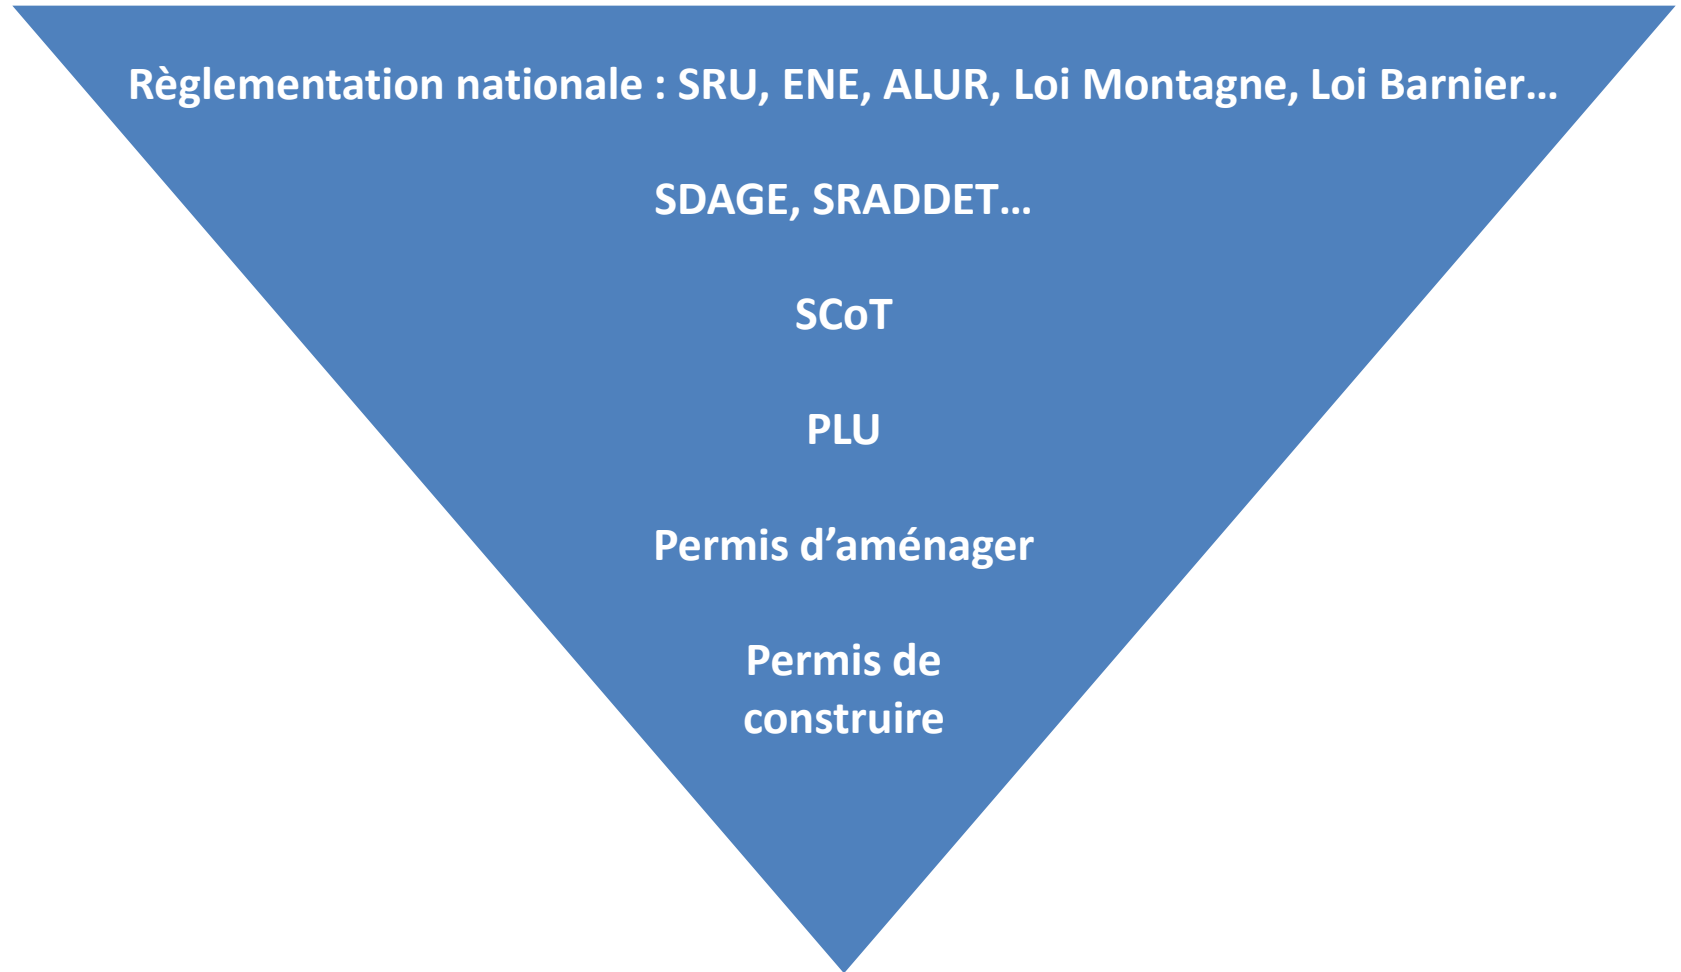 Règlementation nationale : SRU, ENE, ALUR, Loi Montagne, Loi Barnier…
SDAGE, SRADDET…
SCoT
PLU
Permis d’aménager
Permis de
construire